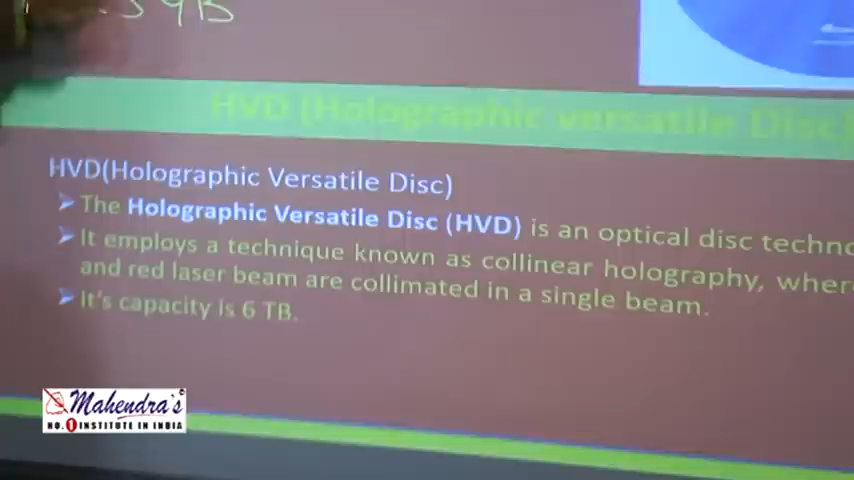 HVD (Holographic versatile Disc)
HVD(Holographic Versatile Disc)
➢ The Holographic Versatile Disc (HVD) is an optical disc techno
➢ It employs a technique known as collinear holography, where
and red laser beam are collimated in a single beam.
➢ It's capacity is 6 TB.
Mahendra's
NO. 1 INSTITUTE IN INDIA